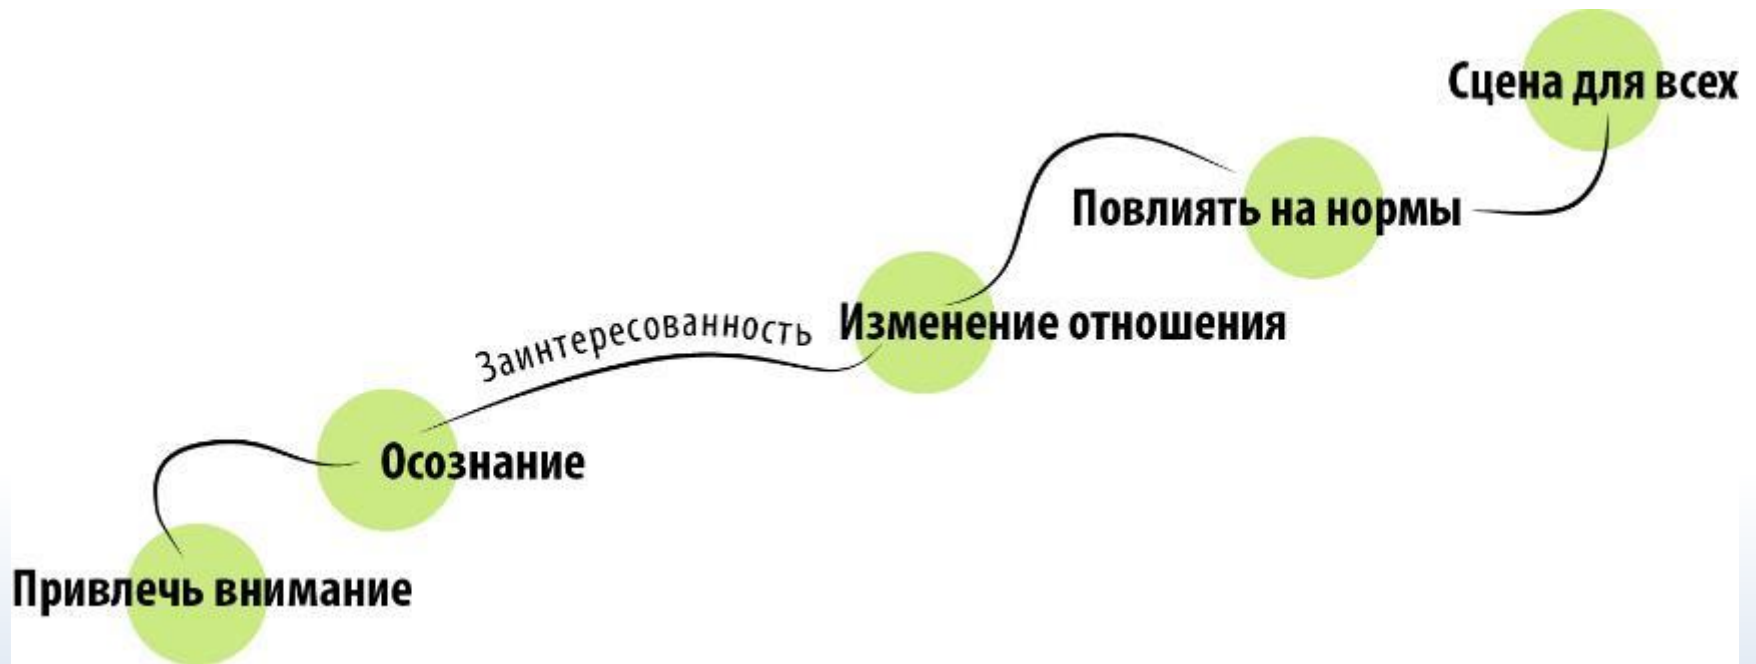 Сцена для всех
Повлиять на нормы
Изменение отношения
Заинтересованность
Осознание
Привлечь внимание